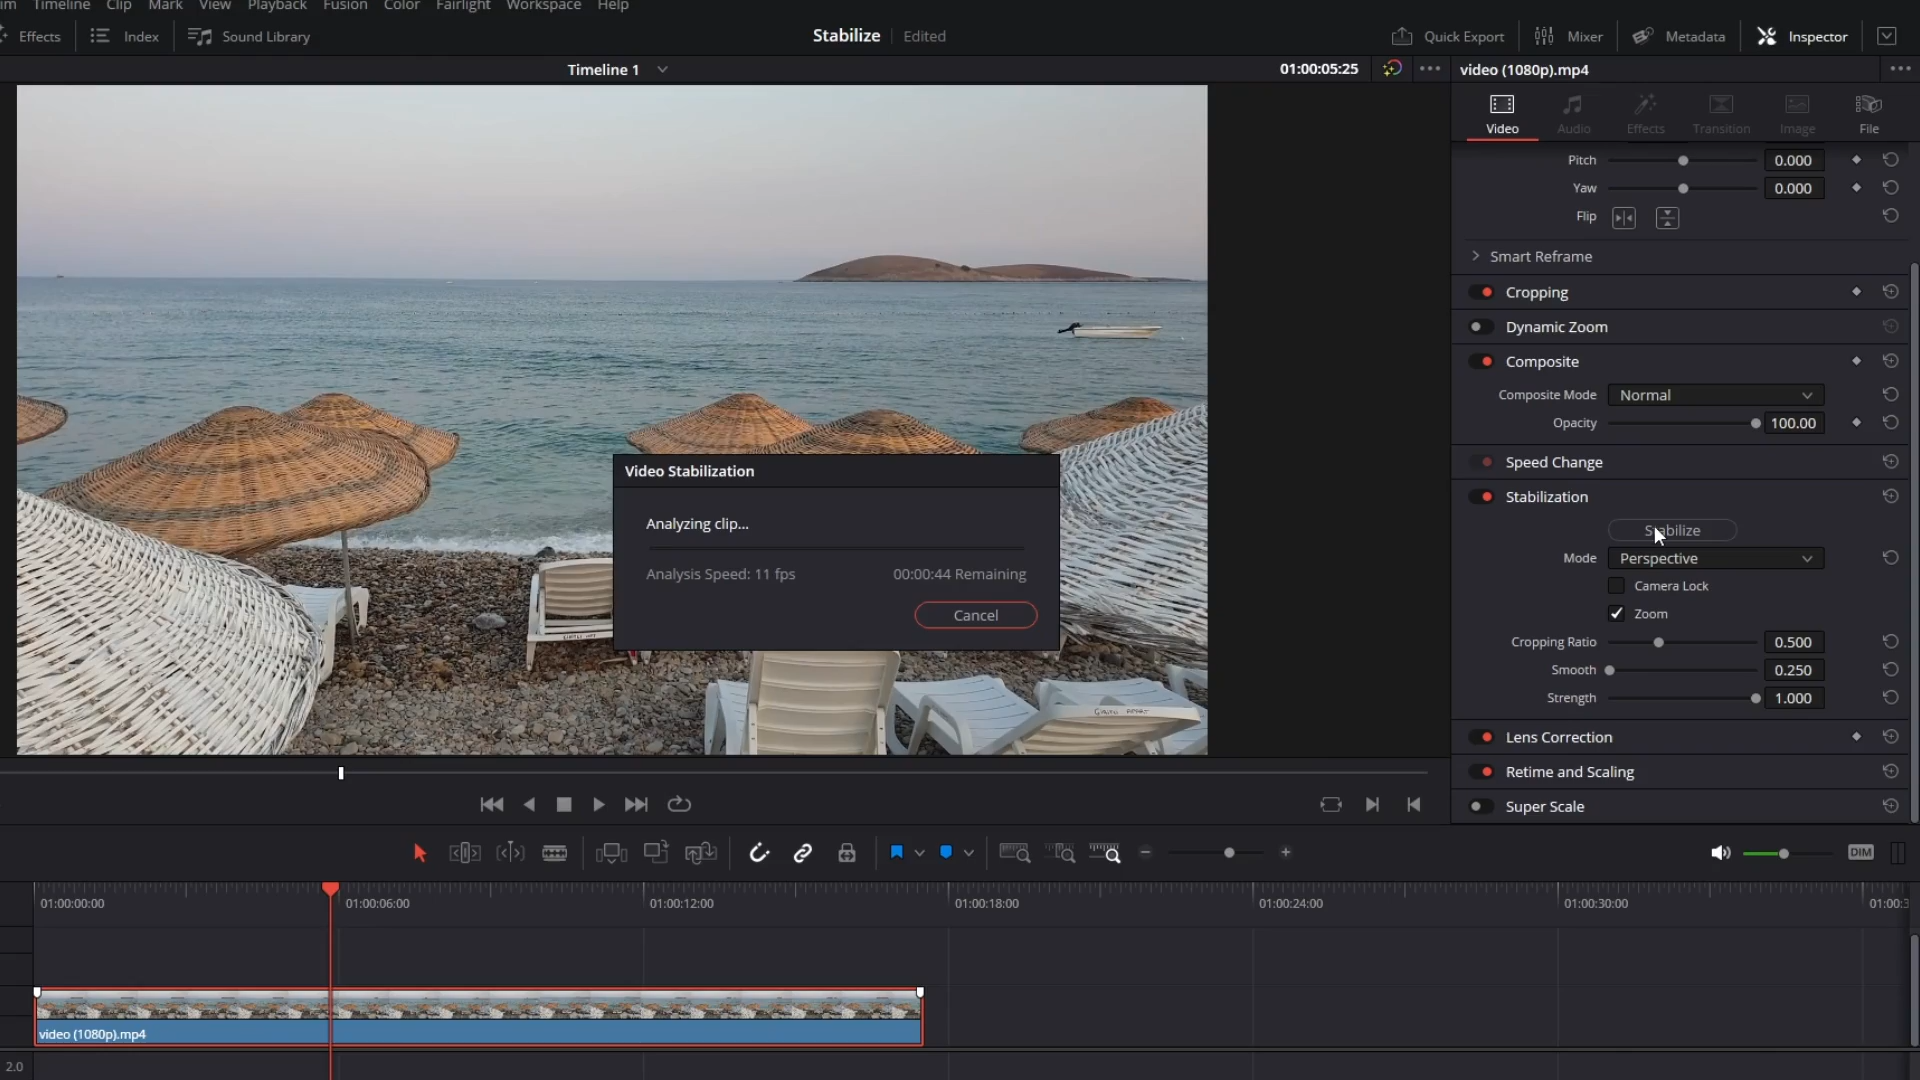 Timeline Clip Mark View Playback Fusion Color Fairlight Workspace Help
Effects Index Sound Library Stabilize Edited Quick Export Mixer Metadata Inspector
Timeline 1 01:00:05:25 video (1080p).mp4
Video Audio Effects Transition Image File
Pitch 0.000
Yaw 0.000
Flip
Smart Reframe
Cropping
Dynamic Zoom
Composite
Composite Mode Normal
Opacity 100.00
Speed Change
Stabilization
Stabilize
Mode Perspective
Camera Lock
Zoom
Cropping Ratio 0.500
Smooth 0.250
Strength 1.000
Lens Correction
Retime and Scaling
Super Scale
Video Stabilization
Analyzing clip...
Analysis Speed: 11 fps 00:00:44 Remaining
Cancel
DIM
01:00:00:00 01:00:06:00 01:00:12:00 01:00:18:00 01:00:24:00 01:00:30:00
video (1080p).mp4
2.0